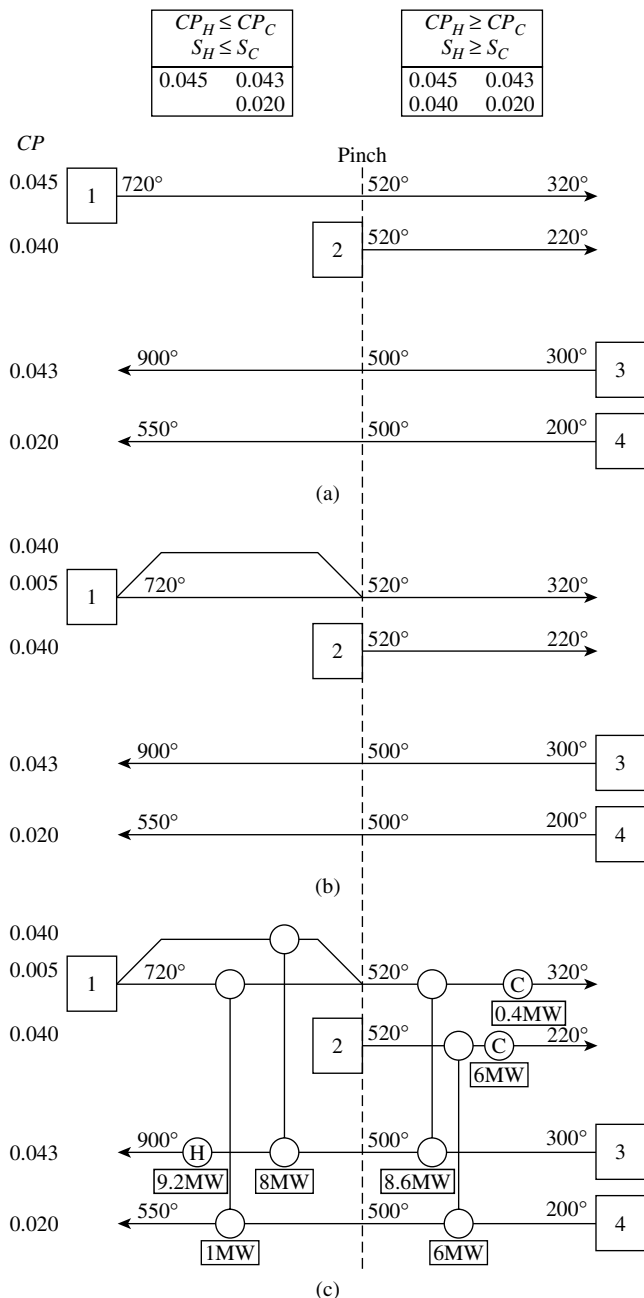 CP_H ≤ CP_C CP_H ≥ CP_C
S_H ≤ S_C S_H ≥ S_C
0.045 0.043 0.045 0.043
0.020 0.040 0.020
CP
Pinch
0.045 1 720° 520° 320°
0.040 2 520° 220°
0.043 900° 500° 300° 3
0.020 550° 500° 200° 4
(a)
0.040
0.005 1 720° 520° 320°
0.040 2 520° 220°
0.043 900° 500° 300° 3
0.020 550° 500° 200° 4
(b)
0.040
0.005 1 720° 520° C 320°
0.4MW
0.040 2 520° C 220°
6MW
0.043 900° H 500° 300° 3
9.2MW 8MW 8.6MW
0.020 550° 500° 200° 4
1MW 6MW
(c)